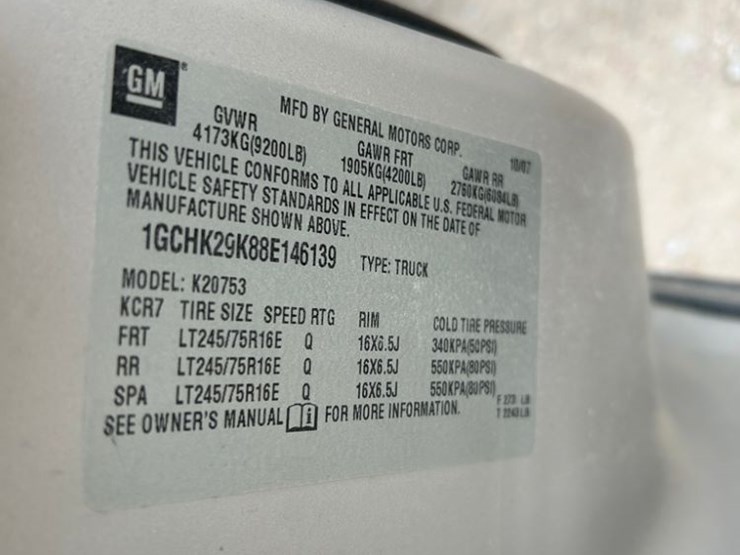 GM
MFD BY GENERAL MOTORS CORP. 10/07
GVWR GAWR FRT GAWR RR
4173KG(9200LB) 1905KG(4200LB) 2760KG(6084LB)
THIS VEHICLE CONFORMS TO ALL APPLICABLE U.S. FEDERAL MOTOR
VEHICLE SAFETY STANDARDS IN EFFECT ON THE DATE OF
MANUFACTURE SHOWN ABOVE.
1GCHK29K88E146139 TYPE: TRUCK
MODEL: K20753
KCR7 TIRE SIZE SPEED RTG RIM COLD TIRE PRESSURE
FRT LT245/75R16E Q 16X6.5J 340KPA(50PSI)
RR LT245/75R16E Q 16X6.5J 550KPA(80PSI)
SPA LT245/75R16E Q 16X6.5J 550KPA(80PSI)
SEE OWNER'S MANUAL i FOR MORE INFORMATION.